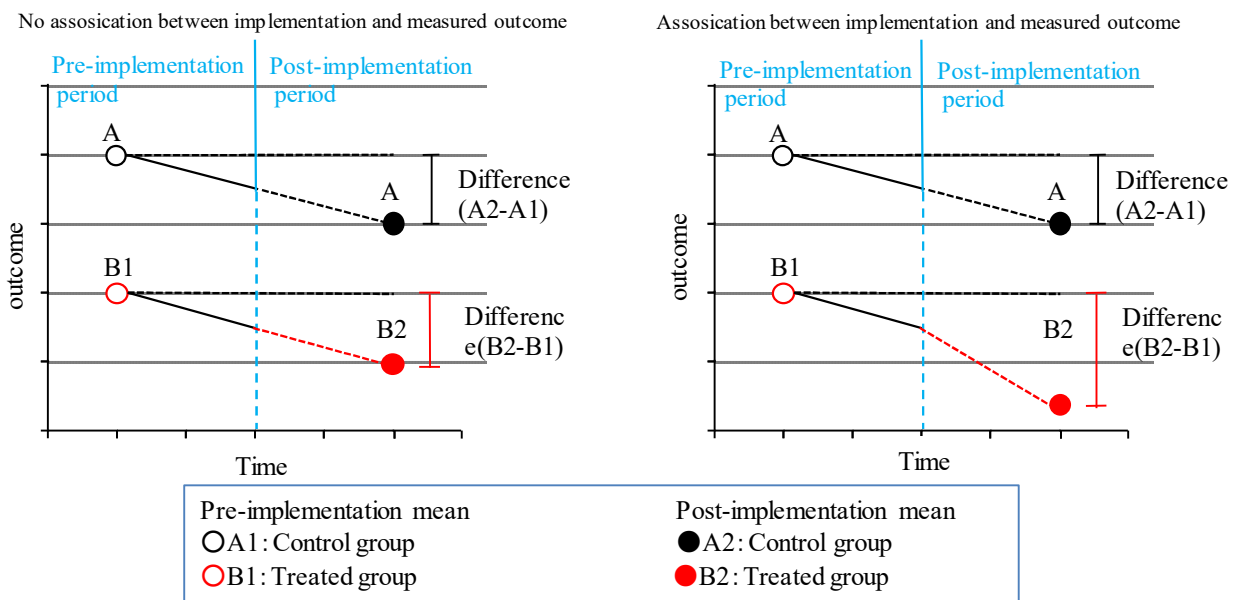 No assosication between implementation and measured outcome
Pre-implementation
period
Post-implementation
period
A
A
Difference
(A2-A1)
B1
B2
Differenc
e(B2-B1)
outcome
Time
Assosication between implementation and measured outcome
Pre-implementation
period
Post-implementation
period
A
A
Difference
(A2-A1)
B1
B2
Differenc
e(B2-B1)
outcome
Time
Pre-implementation mean
A1: Control group
B1: Treated group
Post-implementation mean
A2: Control group
B2: Treated group